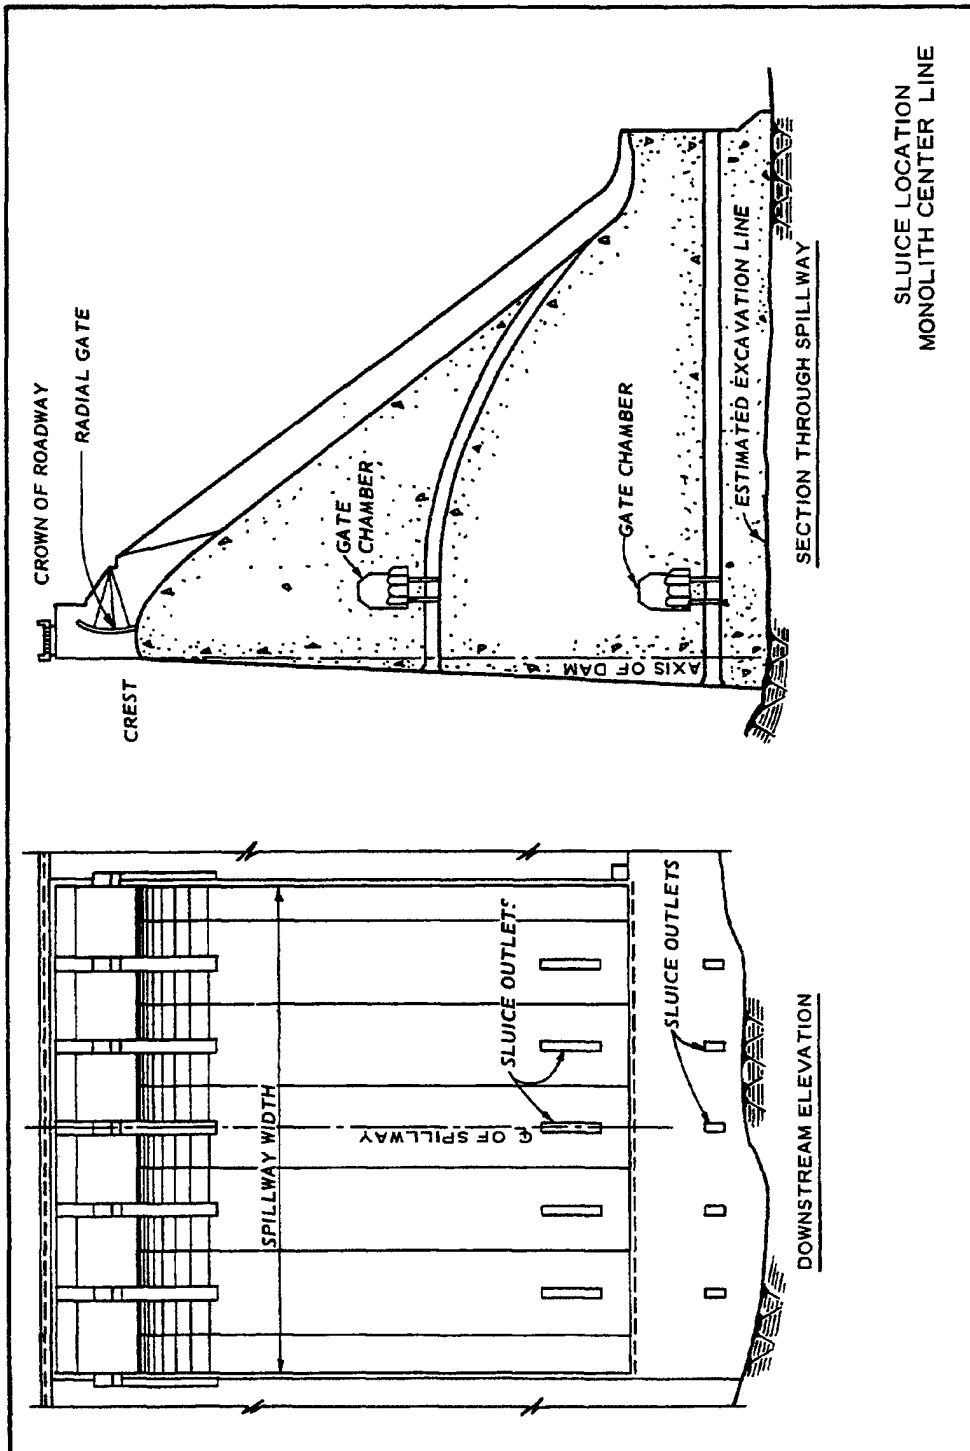 CROWN OF ROADWAY
RADIAL GATE
CREST
GATE
CHAMBER
GATE CHAMBER
AXIS OF DAM
ESTIMATED EXCAVATION LINE
SECTION THROUGH SPILLWAY
SPILLWAY WIDTH
℄ OF SPILLWAY
SLUICE OUTLETS
SLUICE OUTLETS
DOWNSTREAM ELEVATION
SLUICE LOCATION
MONOLITH CENTER LINE